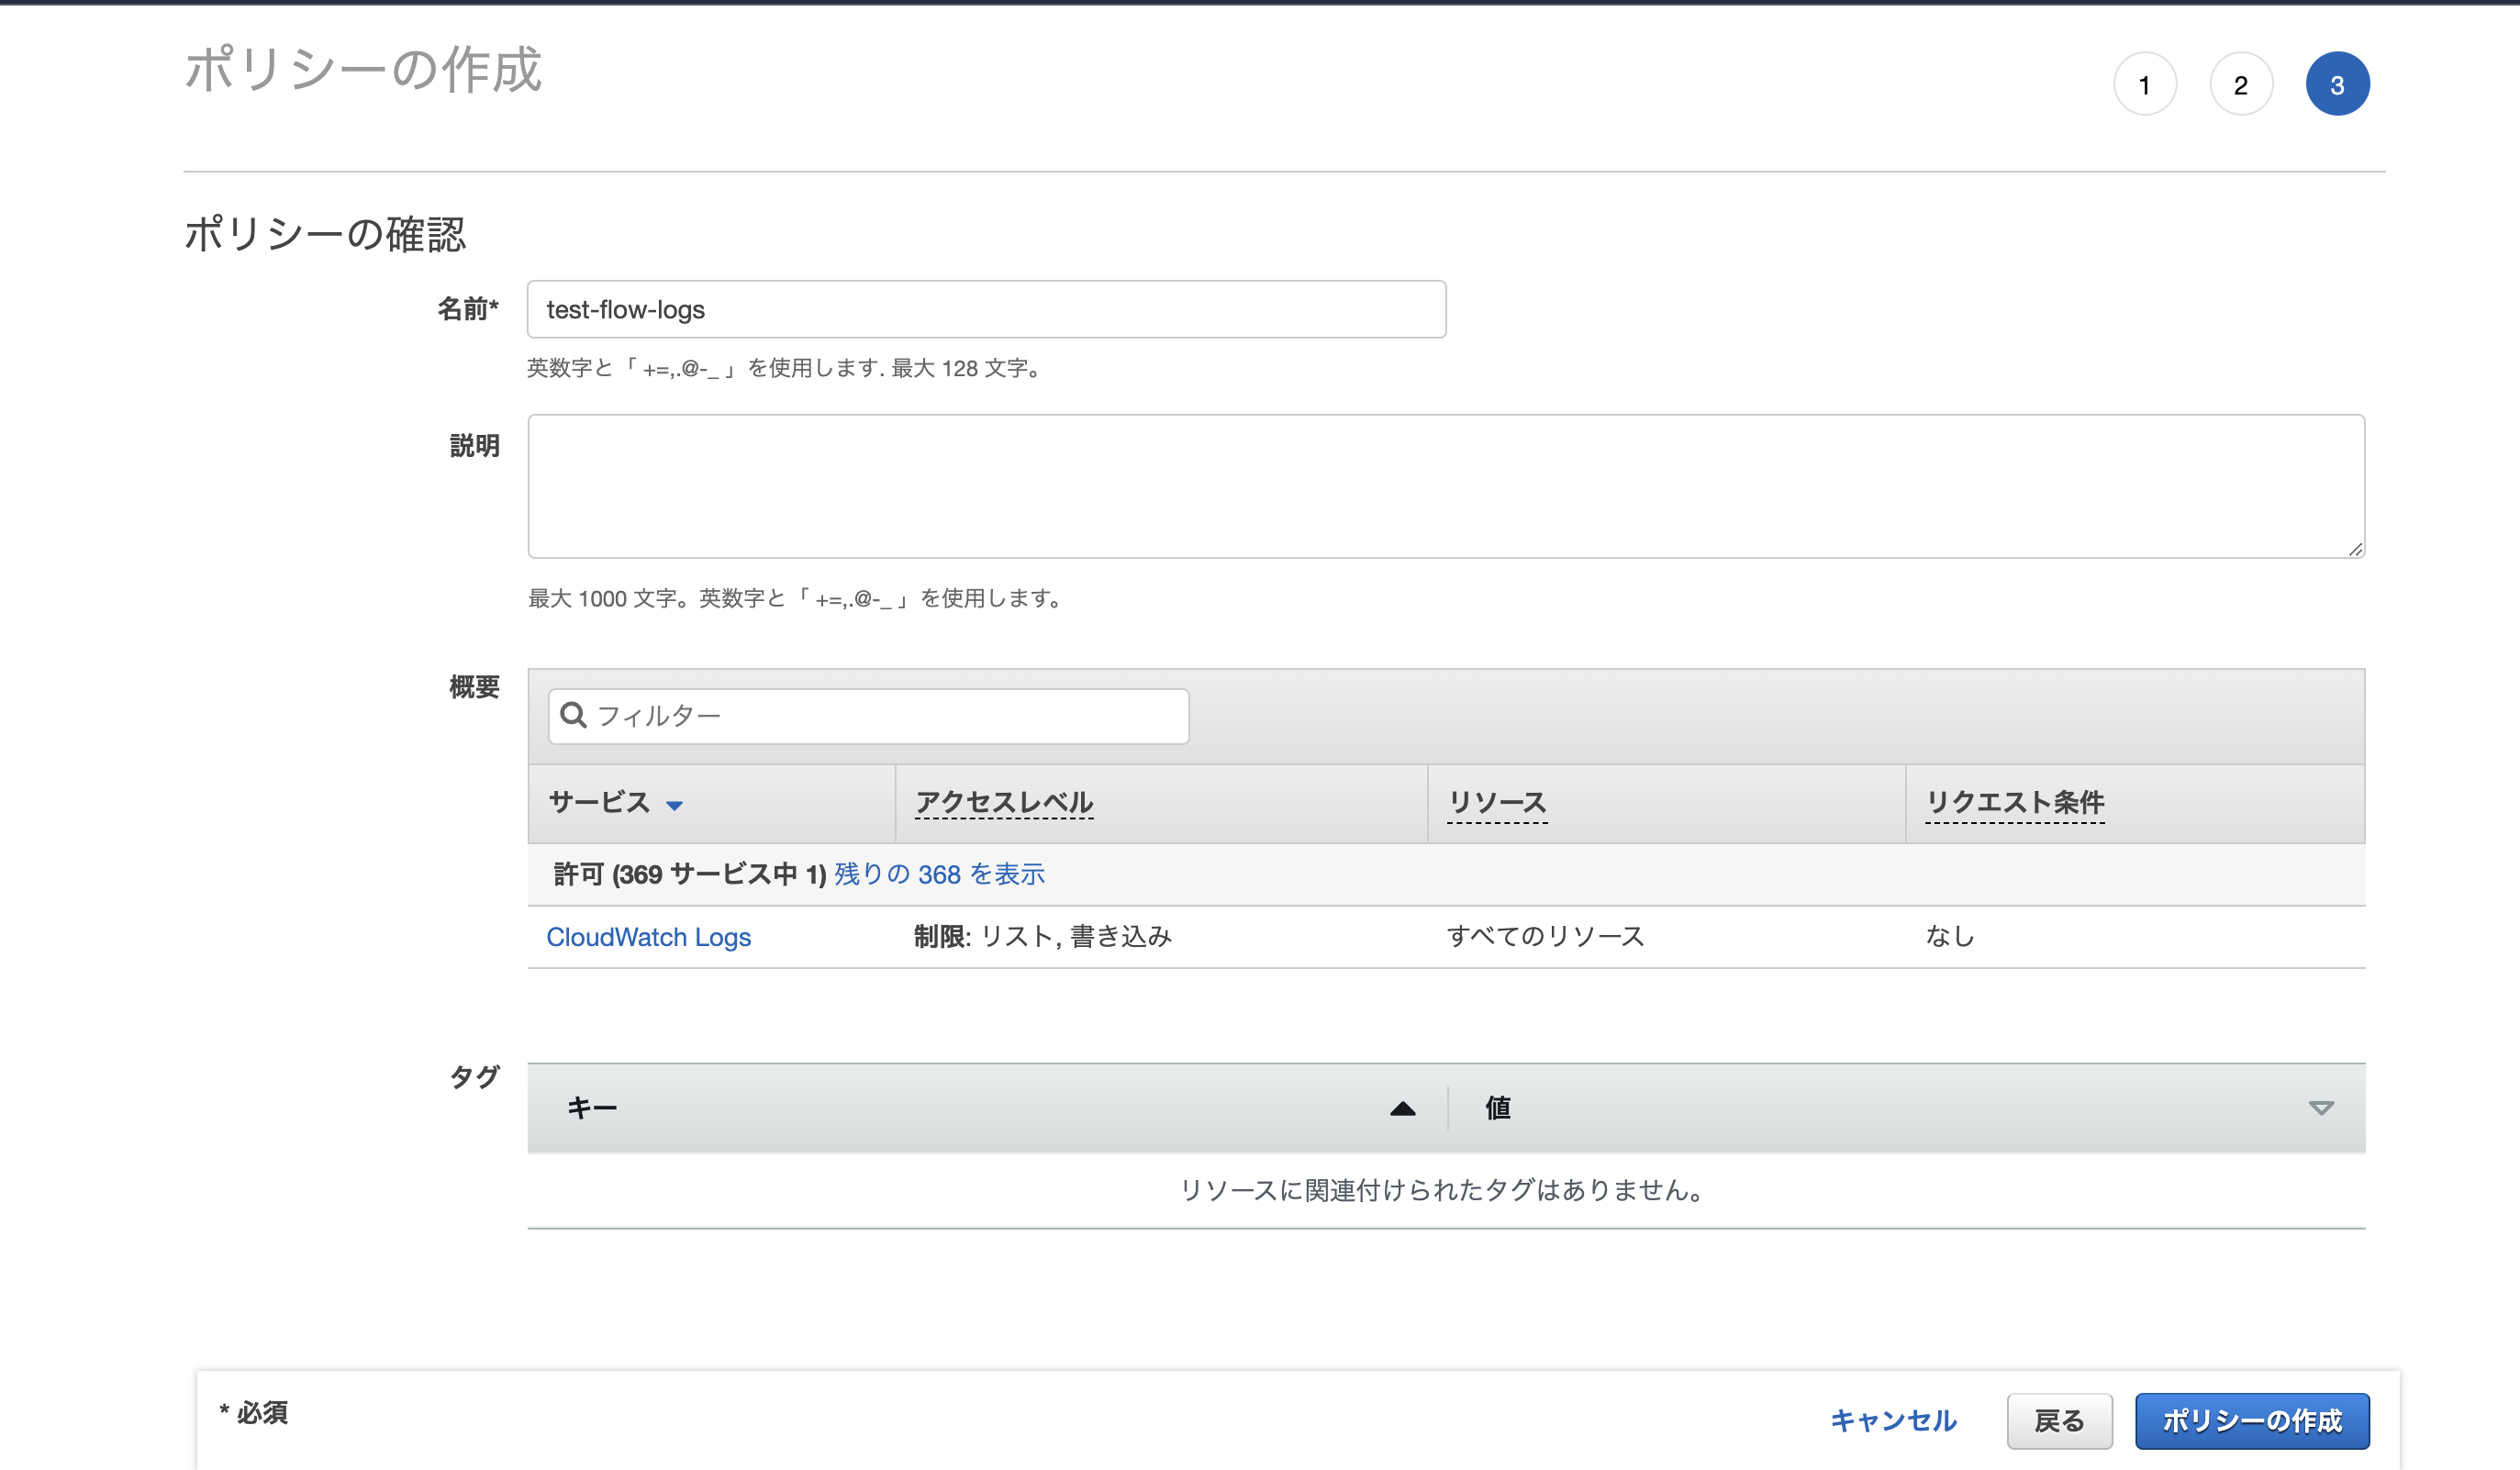 ポリシーの作成
1 2 3
ポリシーの確認
名前* test-flow-logs
英数字と「 +=,.@-_ 」を使用します. 最大 128 文字。
説明
最大 1000 文字。英数字と「 +=,.@-_ 」を使用します。
概要 フィルター
サービス アクセスレベル リソース リクエスト条件
許可 (369 サービス中 1) 残りの 368 を表示
CloudWatch Logs 制限: リスト, 書き込み すべてのリソース なし
タグ
キー 値
リソースに関連付けられたタグはありません。
* 必須 キャンセル 戻る ポリシーの作成